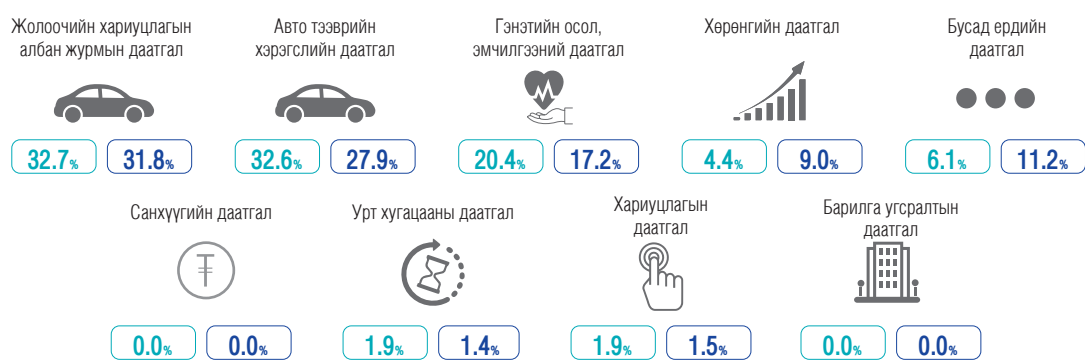 Жолоочийн хариуцлагын
албан журмын даатгал
32.7%
31.8%
Авто тээврийн
хэрэгслийн даатгал
32.6%
27.9%
Гэнэтийн осол,
эмчилгээний даатгал
20.4%
17.2%
Хөрөнгийн даатгал
4.4%
9.0%
Бусад ердийн
даатгал
6.1%
11.2%
Санхүүгийн даатгал
₮
0.0%
0.0%
Урт хугацааны даатгал
1.9%
1.4%
Хариуцлагын
даатгал
1.9%
1.5%
Барилга угсралтын
даатгал
0.0%
0.0%